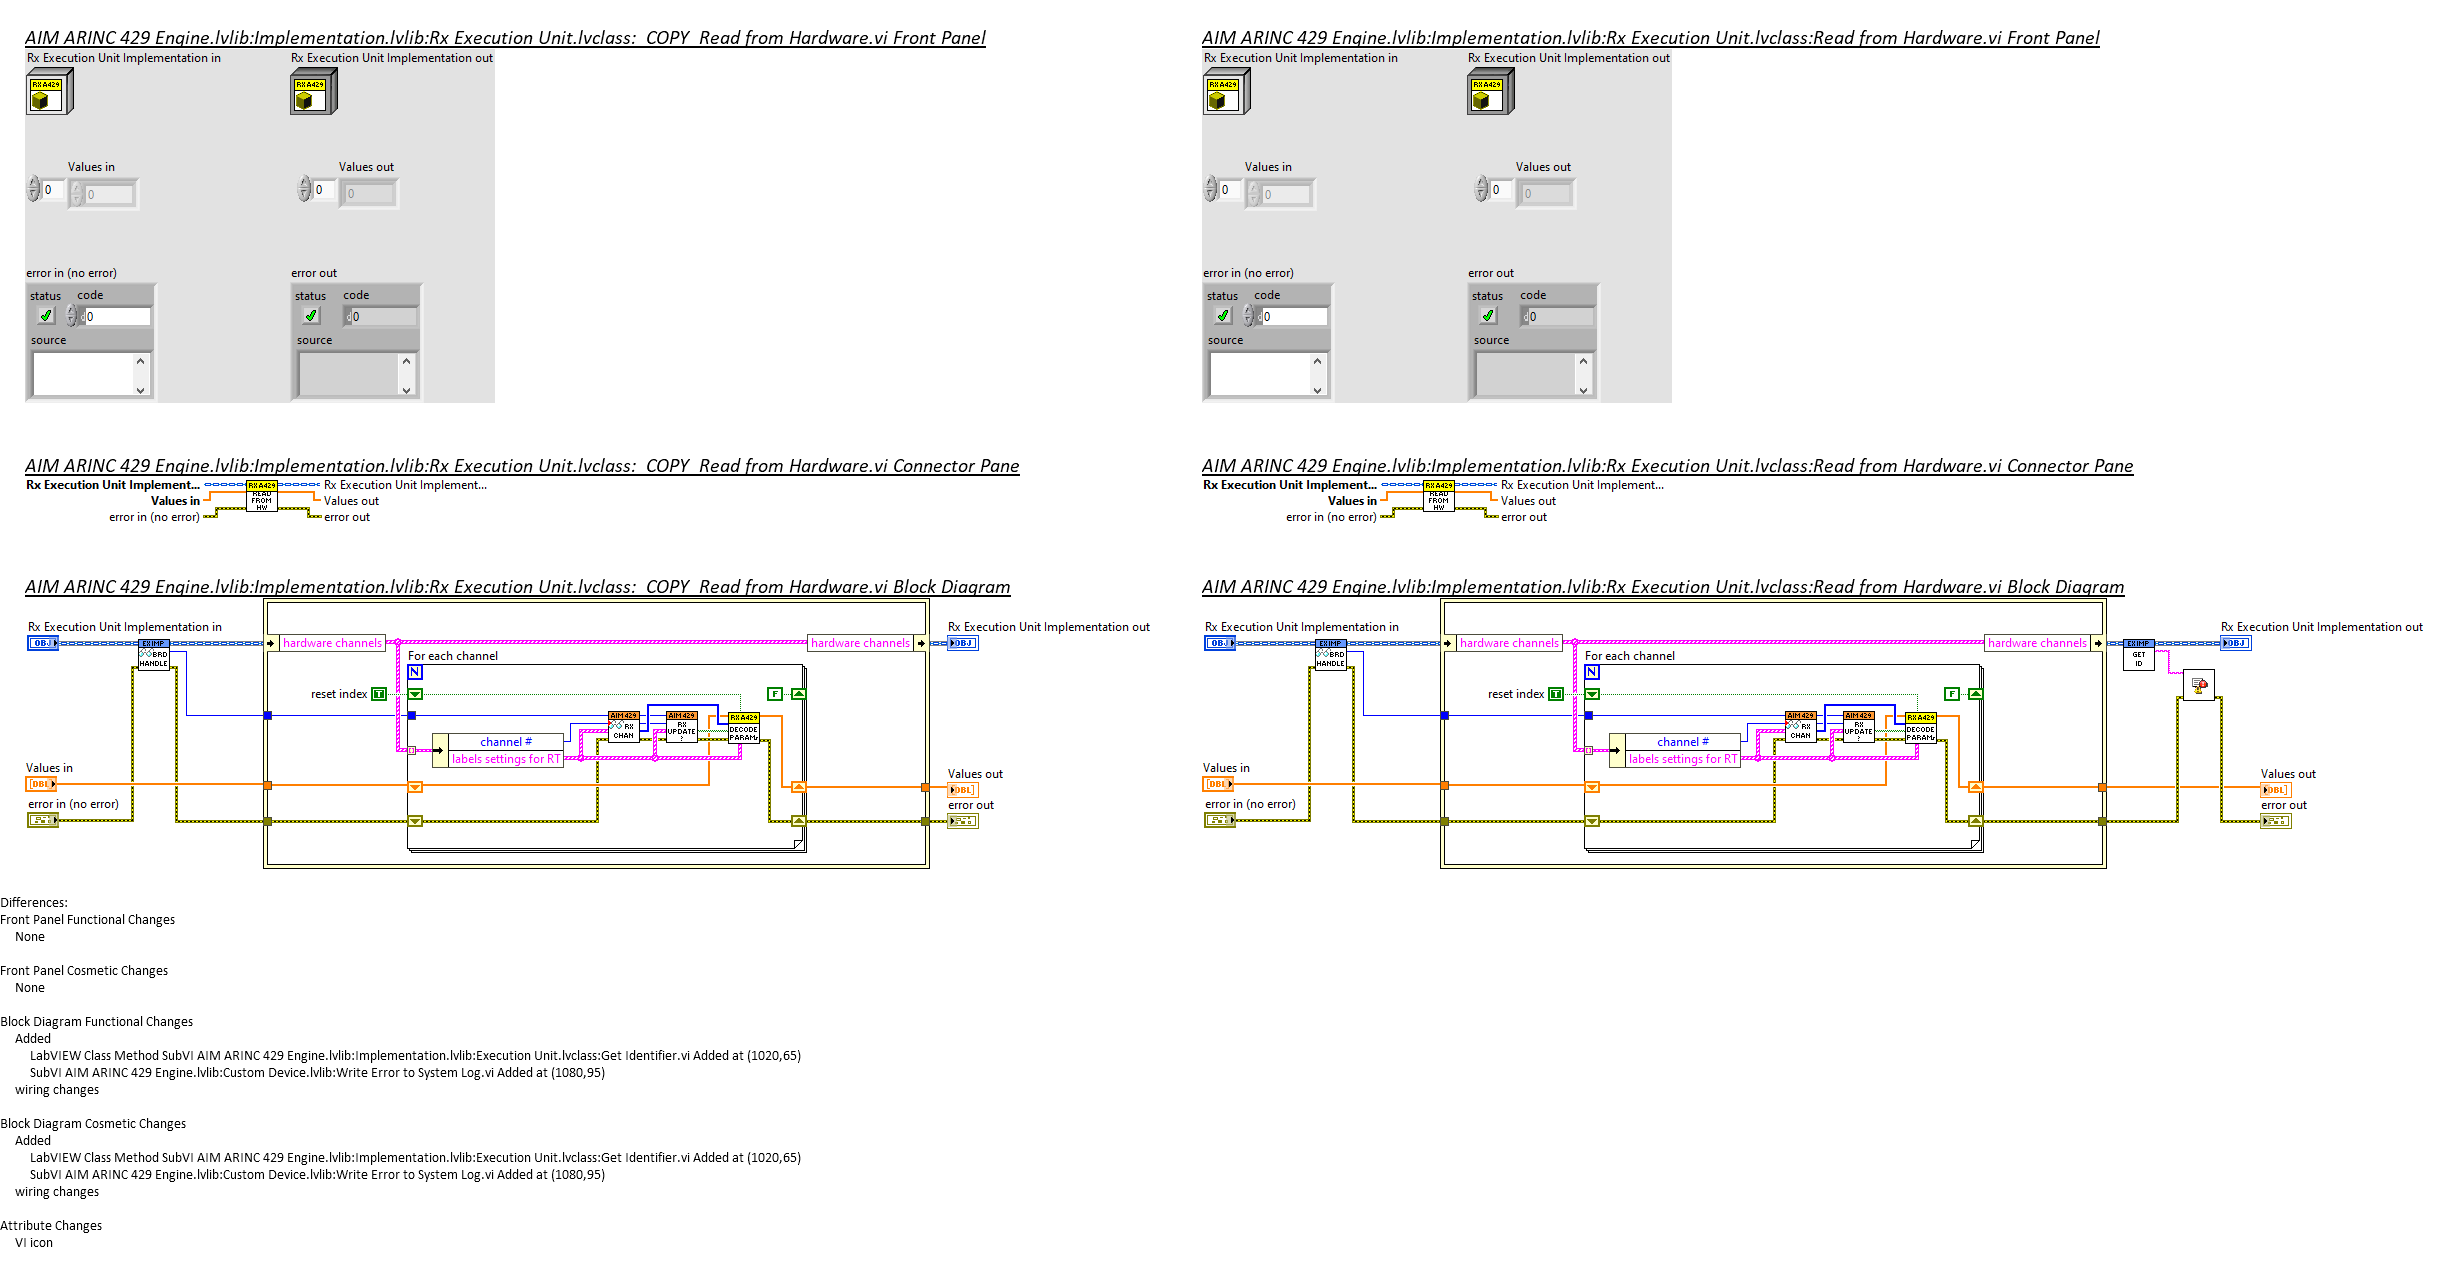 AIM ARINC 429 Engine.lvlib:Implementation.lvlib:Rx Execution Unit.lvclass:  COPY  Read from Hardware.vi Front Panel
Rx Execution Unit Implementation in
Rx Execution Unit Implementation out
RX A429
RX A429
Values in
Values out
0
0
0
0
error in (no error)
error out
status
code
status
code
d0
d0
source
source
AIM ARINC 429 Engine.lvlib:Implementation.lvlib:Rx Execution Unit.lvclass:  COPY  Read from Hardware.vi Connector Pane
Rx Execution Unit Implement...
RX A429
Rx Execution Unit Implement...
READ
Values in
FROM
Values out
HW
error in (no error)
error out
AIM ARINC 429 Engine.lvlib:Implementation.lvlib:Rx Execution Unit.lvclass:  COPY  Read from Hardware.vi Block Diagram
Rx Execution Unit Implementation in
Rx Execution Unit Implementation out
OBJ
EXIMP
BRD
HANDLE
hardware channels
hardware channels
OBJ
For each channel
N
reset index
T
F
AIM429
RX
CHAN
AIM429
RX
UPDATE
?
RX A429
DECODE
PARAMs
channel #
labels settings for RT
Values in
[DBL]
Values out
[DBL]
error in (no error)
error out
AIM ARINC 429 Engine.lvlib:Implementation.lvlib:Rx Execution Unit.lvclass:Read from Hardware.vi Front Panel
Rx Execution Unit Implementation in
Rx Execution Unit Implementation out
RX A429
RX A429
Values in
Values out
0
0
0
0
error in (no error)
error out
status
code
status
code
d0
d0
source
source
AIM ARINC 429 Engine.lvlib:Implementation.lvlib:Rx Execution Unit.lvclass:Read from Hardware.vi Connector Pane
Rx Execution Unit Implement...
RX A429
Rx Execution Unit Implement...
READ
Values in
FROM
Values out
HW
error in (no error)
error out
AIM ARINC 429 Engine.lvlib:Implementation.lvlib:Rx Execution Unit.lvclass:Read from Hardware.vi Block Diagram
Rx Execution Unit Implementation in
Rx Execution Unit Implementation out
OBJ
EXIMP
BRD
HANDLE
hardware channels
hardware channels
EXIMP
GET
ID
OBJ
For each channel
N
reset index
T
F
AIM429
RX
CHAN
AIM429
RX
UPDATE
?
RX A429
DECODE
PARAMs
channel #
labels settings for RT
Values in
[DBL]
Values out
[DBL]
error in (no error)
error out
Differences:
Front Panel Functional Changes
None
Front Panel Cosmetic Changes
None
Block Diagram Functional Changes
Added
LabVIEW Class Method SubVI AIM ARINC 429 Engine.lvlib:Implementation.lvlib:Execution Unit.lvclass:Get Identifier.vi Added at (1020,65)
SubVI AIM ARINC 429 Engine.lvlib:Custom Device.lvlib:Write Error to System Log.vi Added at (1080,95)
wiring changes
Block Diagram Cosmetic Changes
Added
LabVIEW Class Method SubVI AIM ARINC 429 Engine.lvlib:Implementation.lvlib:Execution Unit.lvclass:Get Identifier.vi Added at (1020,65)
SubVI AIM ARINC 429 Engine.lvlib:Custom Device.lvlib:Write Error to System Log.vi Added at (1080,95)
wiring changes
Attribute Changes
VI icon